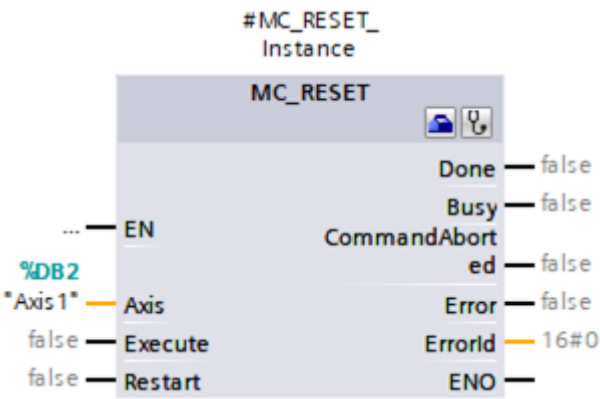 #MC_RESET_
Instance
MC_RESET
Done false
Busy false
... EN
CommandAbort
ed false
%DB2
"Axis1" Axis
Error false
false Execute
ErrorId 16#0
false Restart
ENO